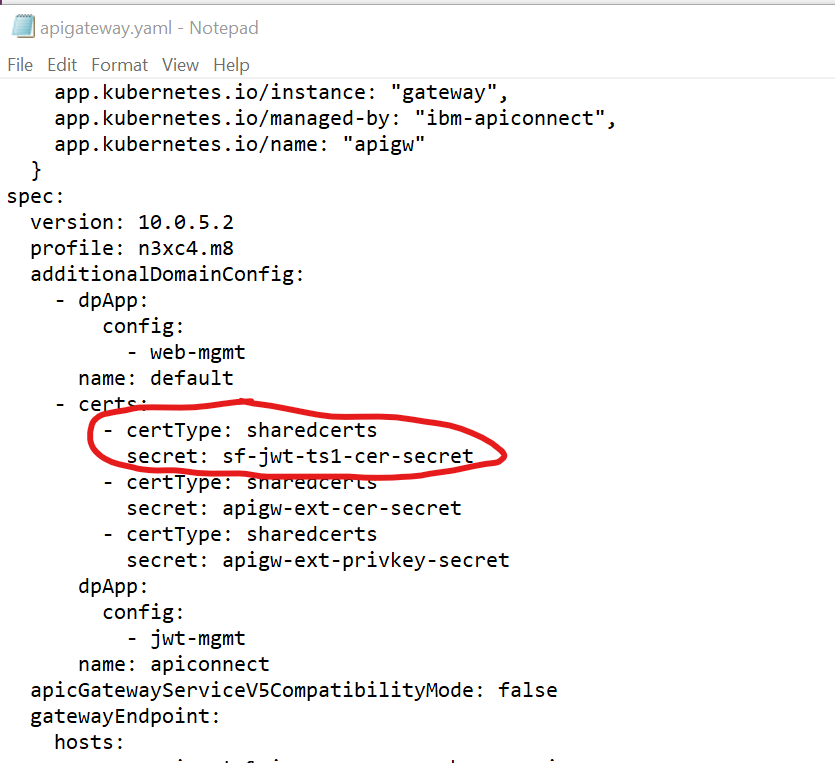 apigateway.yaml - Notepad
File Edit Format View Help
app.kubernetes.io/instance: "gateway",
app.kubernetes.io/managed-by: "ibm-apiconnect",
app.kubernetes.io/name: "apigw"
}
spec:
version: 10.0.5.2
profile: n3xc4.m8
additionalDomainConfig:
- dpApp:
config:
- web-mgmt
name: default
- certs:
- certType: sharedcerts
secret: sf-jwt-ts1-cer-secret
- certType: sharedcerts
secret: apigw-ext-cer-secret
- certType: sharedcerts
secret: apigw-ext-privkey-secret
dpApp:
config:
- jwt-mgmt
name: apiconnect
apicGatewayServiceV5CompatibilityMode: false
gatewayEndpoint:
hosts: